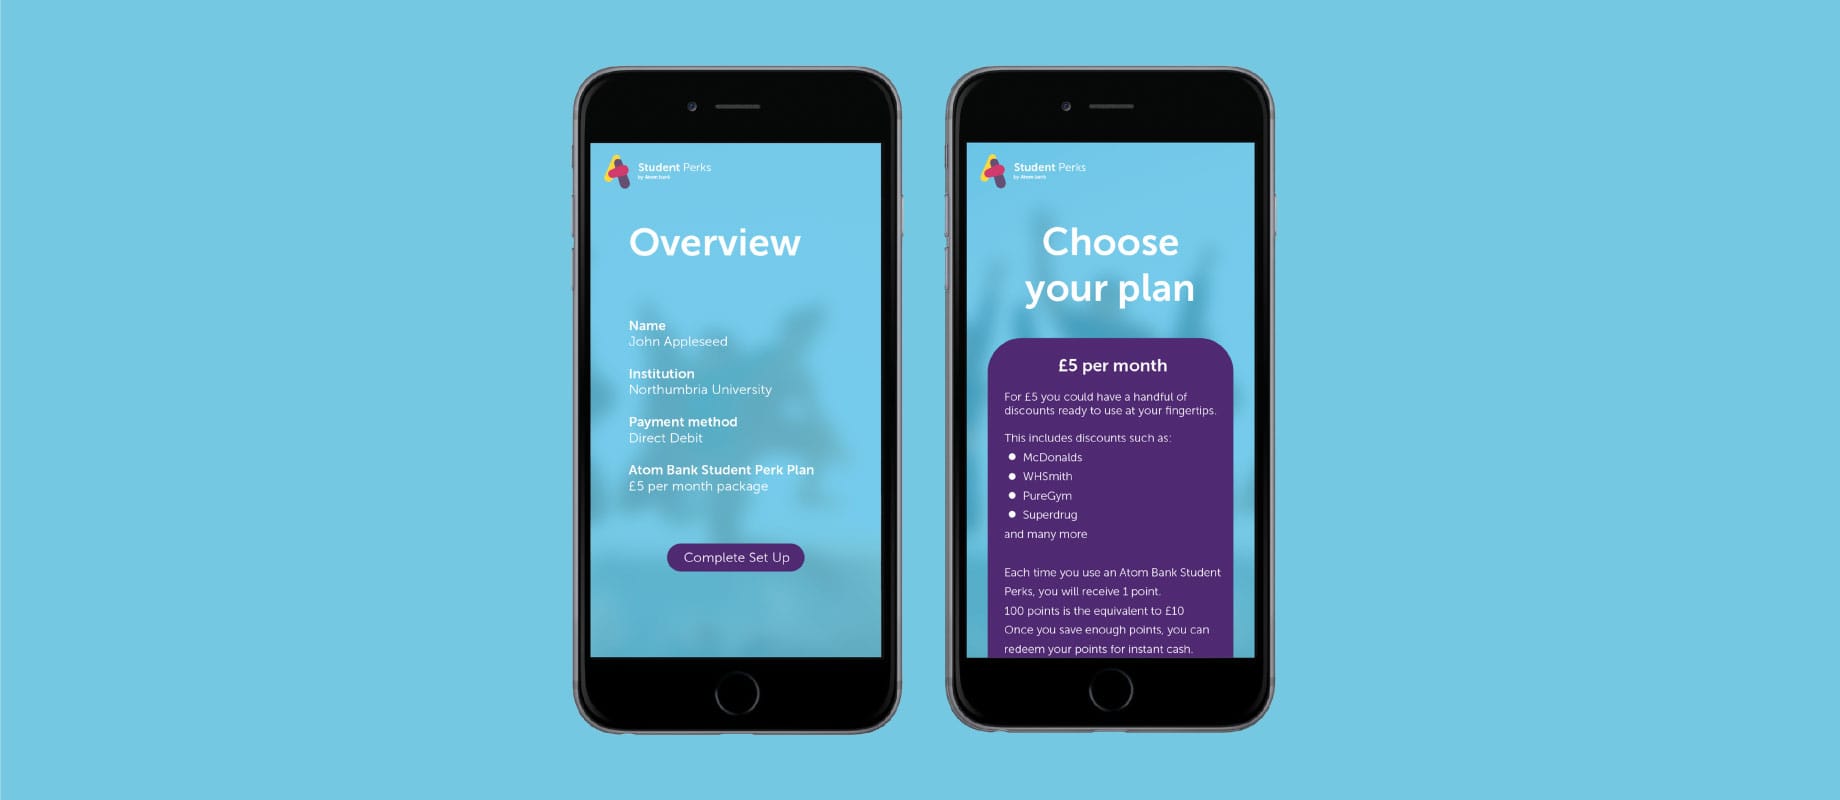 Student Perks
by Atom bank
Overview
Name
John Appleseed
Institution
Northumbria University
Payment method
Direct Debit
Atom Bank Student Perk Plan
£5 per month package
Complete Set Up
Student Perks
by Atom bank
Choose
your plan
£5 per month
For £5 you could have a handful of
discounts ready to use at your fingertips.
This includes discounts such as:
● McDonalds
● WHSmith
● PureGym
● Superdrug
and many more
Each time you use an Atom Bank Student
Perks, you will receive 1 point.
100 points is the equivalent to £10
Once you save enough points, you can
redeem your points for instant cash.